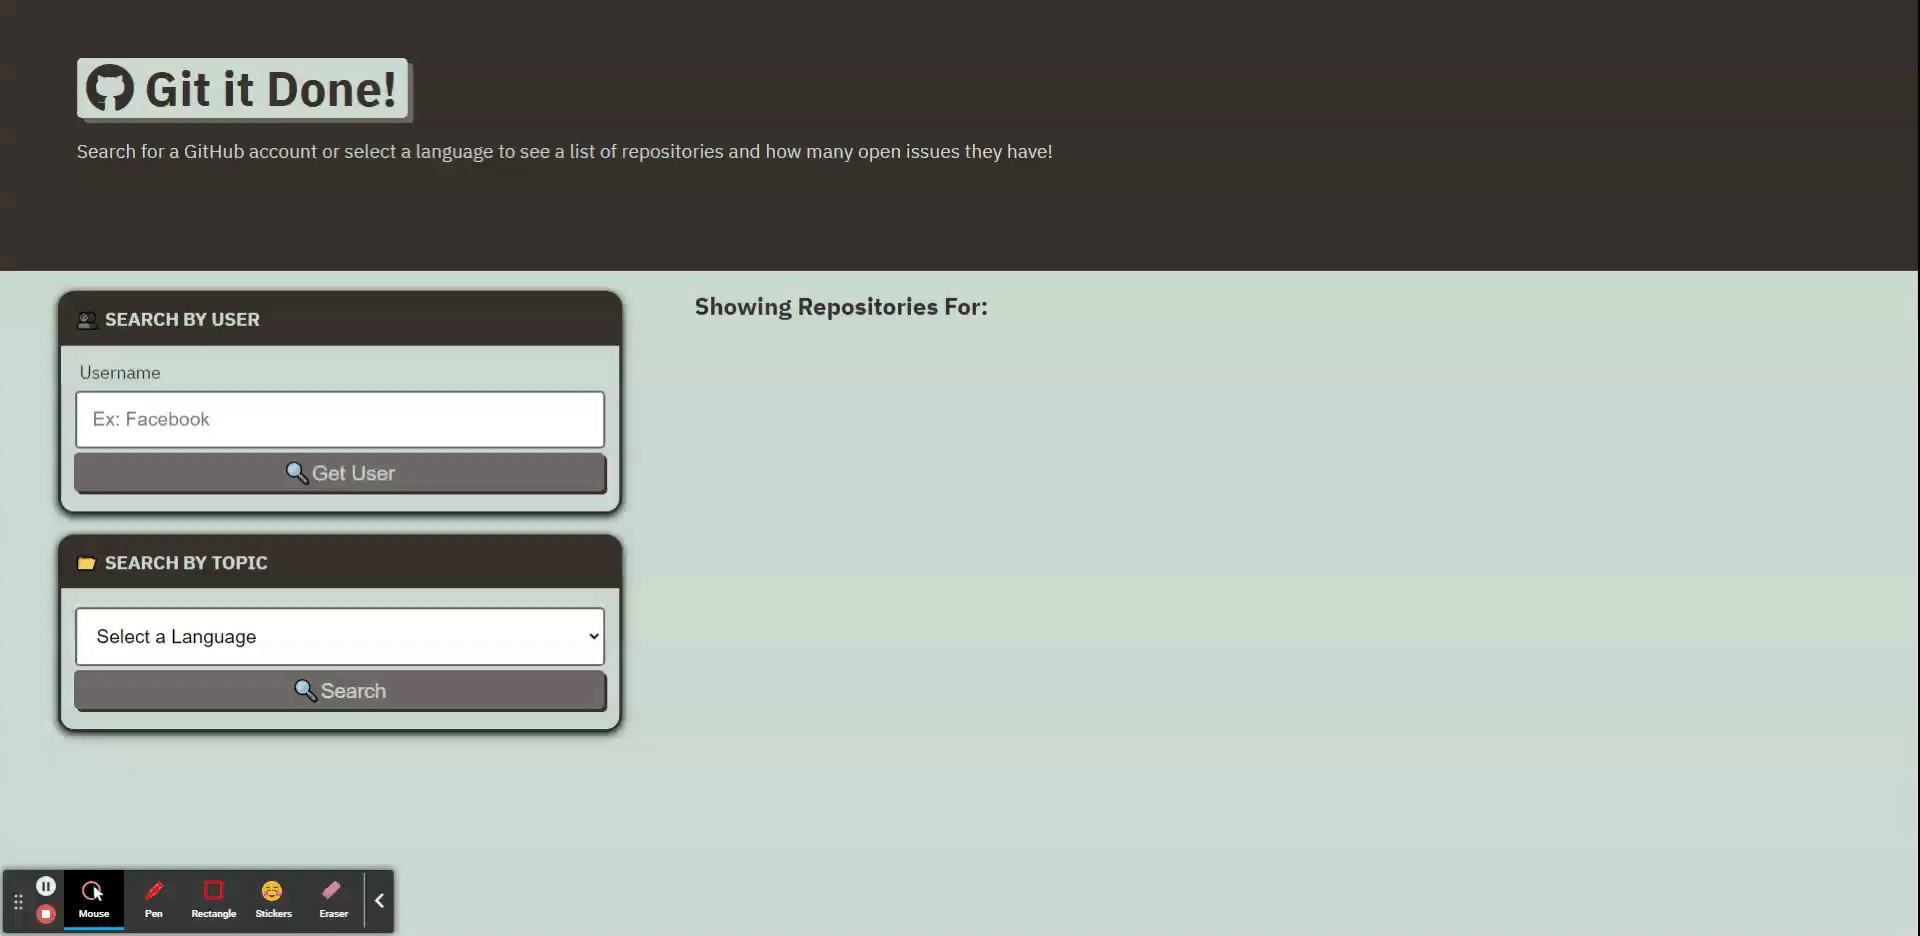 Git it Done!
Search for a GitHub account or select a language to see a list of repositories and how many open issues they have!
SEARCH BY USER
Username
Ex: Facebook
Get User
SEARCH BY TOPIC
Select a Language
Search
Showing Repositories For:
Mouse Pen Rectangle Stickers Eraser